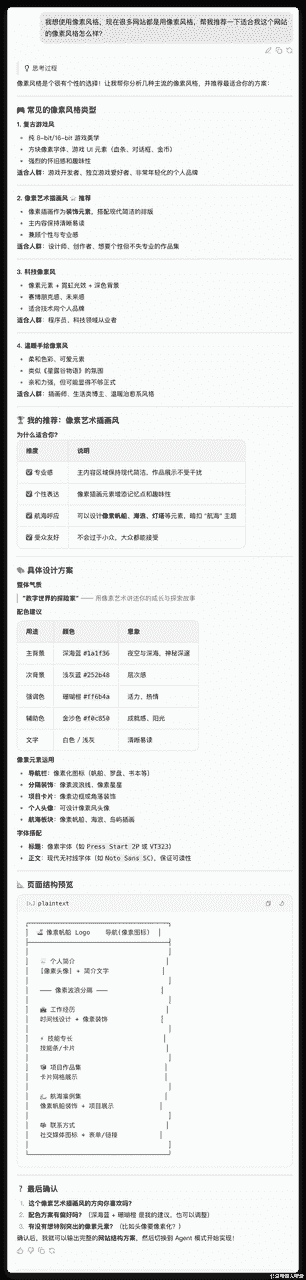 我想使用像素风格，现在很多网站都是用像素风格，帮我推荐一下适合我这个网站
的像素风格怎么样？
思考过程
像素风格是个很有个性的选择！让我帮你分析几种主流的像素风格，并推荐最适合你的方案：
常见的像素风格类型
1. 复古游戏风
• 纯 8-bit/16-bit 游戏美学
• 方块像素字体、游戏 UI 元素（血条、对话框、金币）
• 强烈的怀旧感和趣味性
适合人群：游戏开发者、独立游戏爱好者、非常年轻化的个人品牌
2. 像素艺术插画风 推荐
• 像素插画作为装饰元素，搭配现代简洁的排版
• 主内容保持清晰易读
• 兼顾个性与专业感
适合人群：设计师、创作者、想要个性但不失专业的作品集
3. 科技像素风
• 像素元素 + 霓虹光效 + 深色背景
• 赛博朋克感、未来感
• 适合技术向个人品牌
适合人群：程序员、科技领域从业者
4. 温暖手绘像素风
• 柔和色彩、可爱元素
• 类似《星露谷物语》的氛围
• 亲和力强，但可能显得不够正式
适合人群：插画师、生活类博主、温暖治愈系风格
我的推荐：像素艺术插画风
为什么适合你？
维度 说明
专业感 主内容区域保持现代简洁，作品展示不受干扰
个性表达 像素插画元素增添记忆点和趣味性
航海呼应 可以设计像素帆船、海浪、灯塔等元素，暗扣“航海”主题
受众友好 不会过于小众，大众都能接受
具体设计方案
整体气质
“数字世界的探险家” —— 用像素艺术讲述你的成长与探索故事
配色建议
用途 颜色 意象
主背景 深海蓝 #1a1f36 夜空与深海，神秘深邃
次背景 浅灰蓝 #252b48 层次感
强调色 珊瑚橙 #ff6b4a 活力、热情
辅助色 金沙色 #f0c850 成就感、阳光
文字 白色 / 浅灰 清晰易读
像素元素运用
• 导航栏：像素化图标（帆船、罗盘、书本等）
• 分隔装饰：像素波浪线、像素星星
• 项目卡片：像素边框或角落装饰
• 个人头像：可设计像素风头像
• 航海板块：像素帆船、海浪、岛屿插画
字体搭配
• 标题：像素字体（如 Press Start 2P 或 VT323）
• 正文：现代无衬线字体（如 Noto Sans SC），保证可读性
页面结构预览
plaintext
像素帆船 Logo 导航(像素图标)
个人简介
[像素头像] + 简介文字
—— 像素波浪分隔 ——
工作经历
时间线设计 + 像素装饰
技能专长
技能条/卡片
项目作品集
卡片网格展示
航海案例集
像素帆船装饰 + 项目展示
联系方式
社交媒体图标 + 表单/链接
? 最后确认
1. 这个像素艺术插画风的方向你喜欢吗？
2. 配色方案有偏好吗？（深海蓝 + 珊瑚橙 是我的建议，也可以调整）
3. 有没有想特别突出的像素元素？（比如头像要像素化？）
确认后，我就可以输出完整的网站结构方案，然后切换到 Agent 模式开始实现！